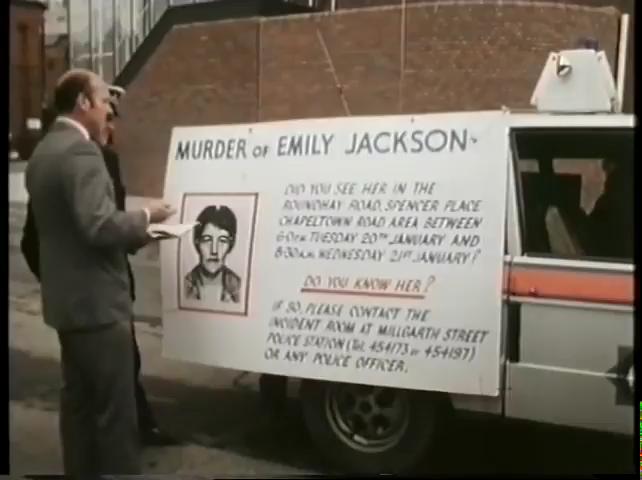 MURDER OF EMILY JACKSON
DID YOU SEE HER IN THE
ROUNDHAY ROAD, SPENCER PLACE
CHAPELTOWN ROAD AREA BETWEEN
6·0 P.M. TUESDAY 20TH JANUARY AND
8·30 A.M. WEDNESDAY 21ST JANUARY?
DO YOU KNOW HER?
IF SO, PLEASE CONTACT THE
INCIDENT ROOM AT MILLGARTH STREET
POLICE STATION (TEL. 454173 or 454197)
OR ANY POLICE OFFICER.